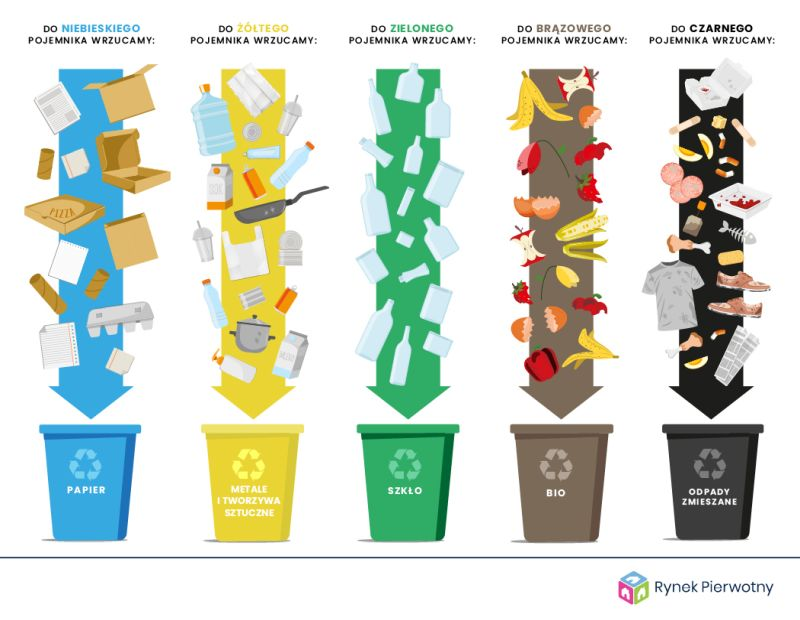 DO NIEBIESKIEGO
POJEMNIKA WRZUCAMY:
DO ŻÓŁTEGO
POJEMNIKA WRZUCAMY:
DO ZIELONEGO
POJEMNIKA WRZUCAMY:
DO BRĄZOWEGO
POJEMNIKA WRZUCAMY:
DO CZARNEGO
POJEMNIKA WRZUCAMY:
PIZZA
PAPIER
METALE
I TWORZYWA
SZTUCZNE
SZKŁO
BIO
ODPADY
ZMIESZANE
Rynek Pierwotny